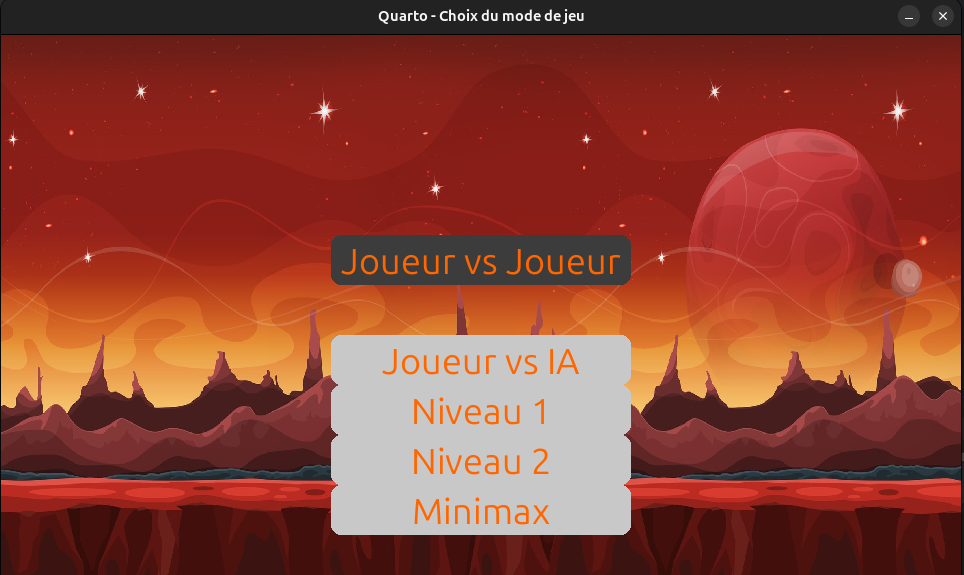 Quarto - Choix du mode de jeu
Joueur vs Joueur
Joueur vs IA
Niveau 1
Niveau 2
Minimax